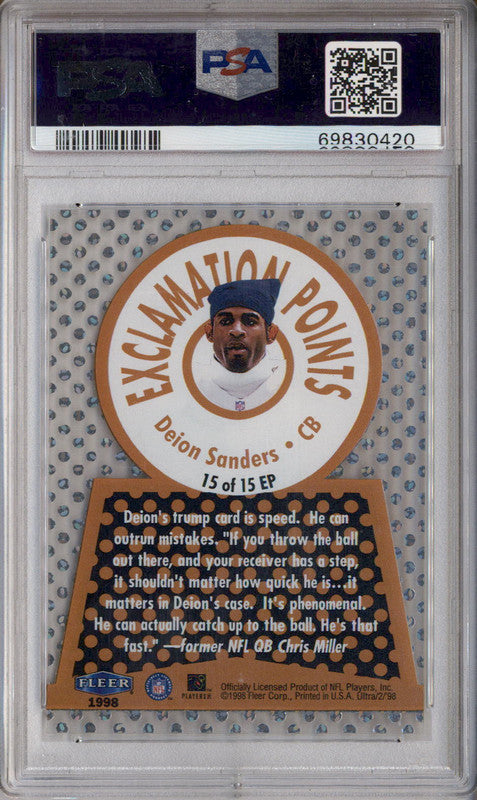 PSA
PSA
69830420
EXCLAMATION POINTS
Deion Sanders • CB
15 of 15 EP
Deion's trump card is speed. He can
outrun mistakes. "If you throw the ball
out there, and your receiver has a step,
it shouldn't matter how quick he is...it
matters in Deion's case. It's phenomenal.
He can actually catch up to the ball. He's that
fast." —former NFL QB Chris Miller
FLEER
1998
PLAYERS
Officially Licensed Product of NFL Players, Inc.
©1998 Fleer Corp., Printed in U.S.A. Ultra/2/'98